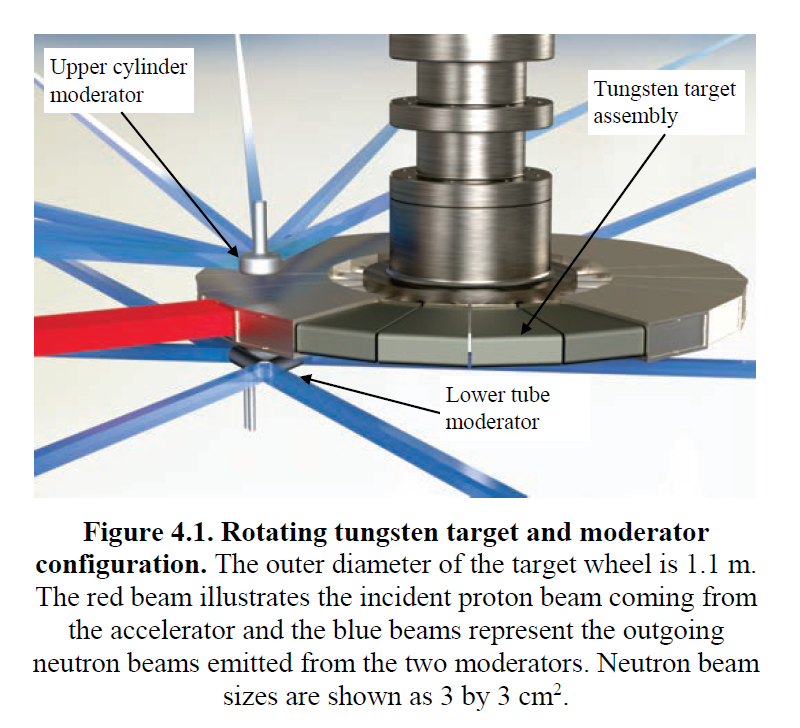 Upper cylinder
moderator
Tungsten target
assembly
Lower tube
moderator
Figure 4.1. Rotating tungsten target and moderator
configuration. The outer diameter of the target wheel is 1.1 m.
The red beam illustrates the incident proton beam coming from
the accelerator and the blue beams represent the outgoing
neutron beams emitted from the two moderators. Neutron beam
sizes are shown as 3 by 3 cm².